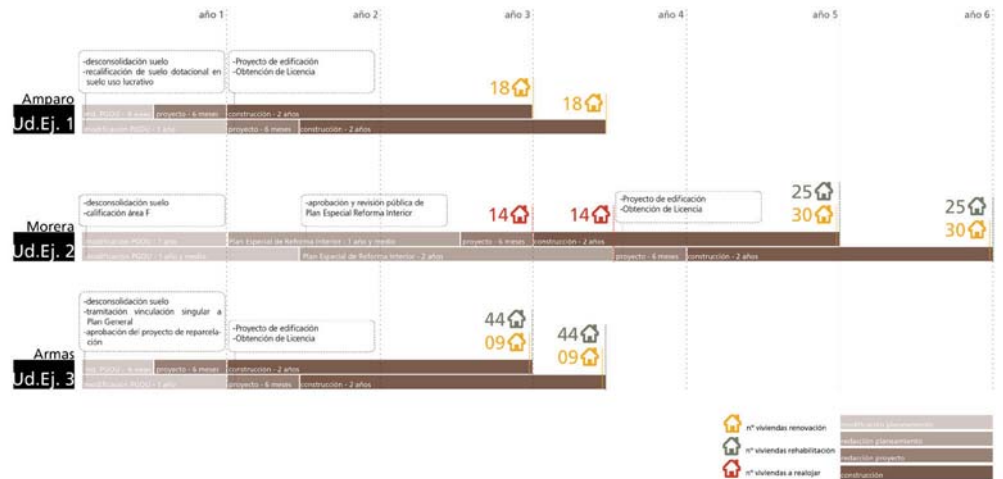 año 1
año 2
año 3
año 4
año 5
año 6
-desconsolidación suelo
-recalificación de suelo dotacional en
suelo uso lucrativo
-Proyecto de edificación
-Obtención de Licencia
18
18
Amparo
Ud.Ej. 1
mod. PGOU - 6 meses
proyecto - 6 meses
construcción - 2 años
modificación PGOU - 1 año
proyecto - 6 meses
construcción - 2 años
-desconsolidación suelo
-calificación área F
-aprobación y revisión pública de
Plan Especial Reforma Interior
14
14
-Proyecto de edificación
-Obtención de Licencia
25
30
25
30
Morera
Ud.Ej. 2
modificación PGOU - 1 año
Plan Especial de Reforma Interior - 1 año y medio
proyecto - 6 meses
construcción - 2 años
modificación PGOU - 1 año y medio
Plan Especial de Reforma Interior - 2 años
proyecto - 6 meses
construcción - 2 años
-desconsolidación suelo
-tramitación vinculación singular a
Plan General
-aprobación del proyecto de reparcela-
ción
-Proyecto de edificación
-Obtención de Licencia
44
09
44
09
Armas
Ud.Ej. 3
mod. PGOU - 6 meses
proyecto - 6 meses
construcción - 2 años
modificación PGOU - 1 año
proyecto - 6 meses
construcción - 2 años
nº viviendas renovación
nº viviendas rehabilitación
nº viviendas a realojar
modificación planeamiento
redacción planeamiento
redacción proyecto
construcción